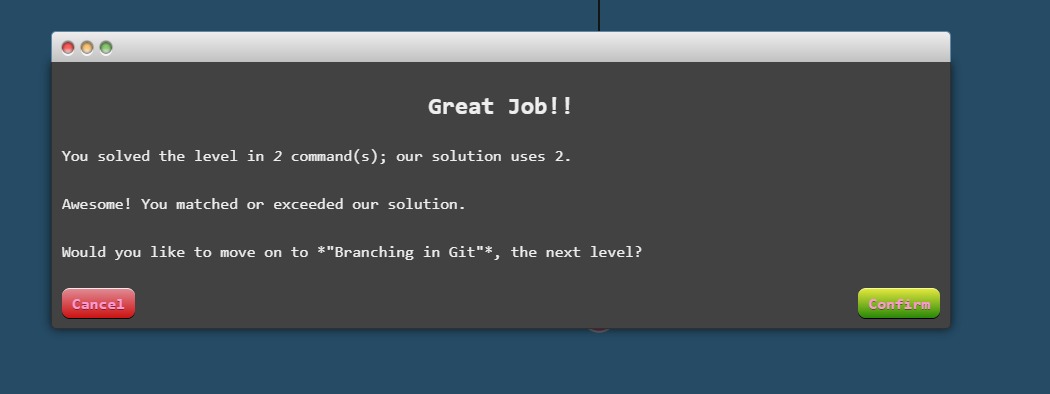 Great Job!!
You solved the level in 2 command(s); our solution uses 2.
Awesome! You matched or exceeded our solution.
Would you like to move on to *"Branching in Git"*, the next level?
Cancel
Confirm